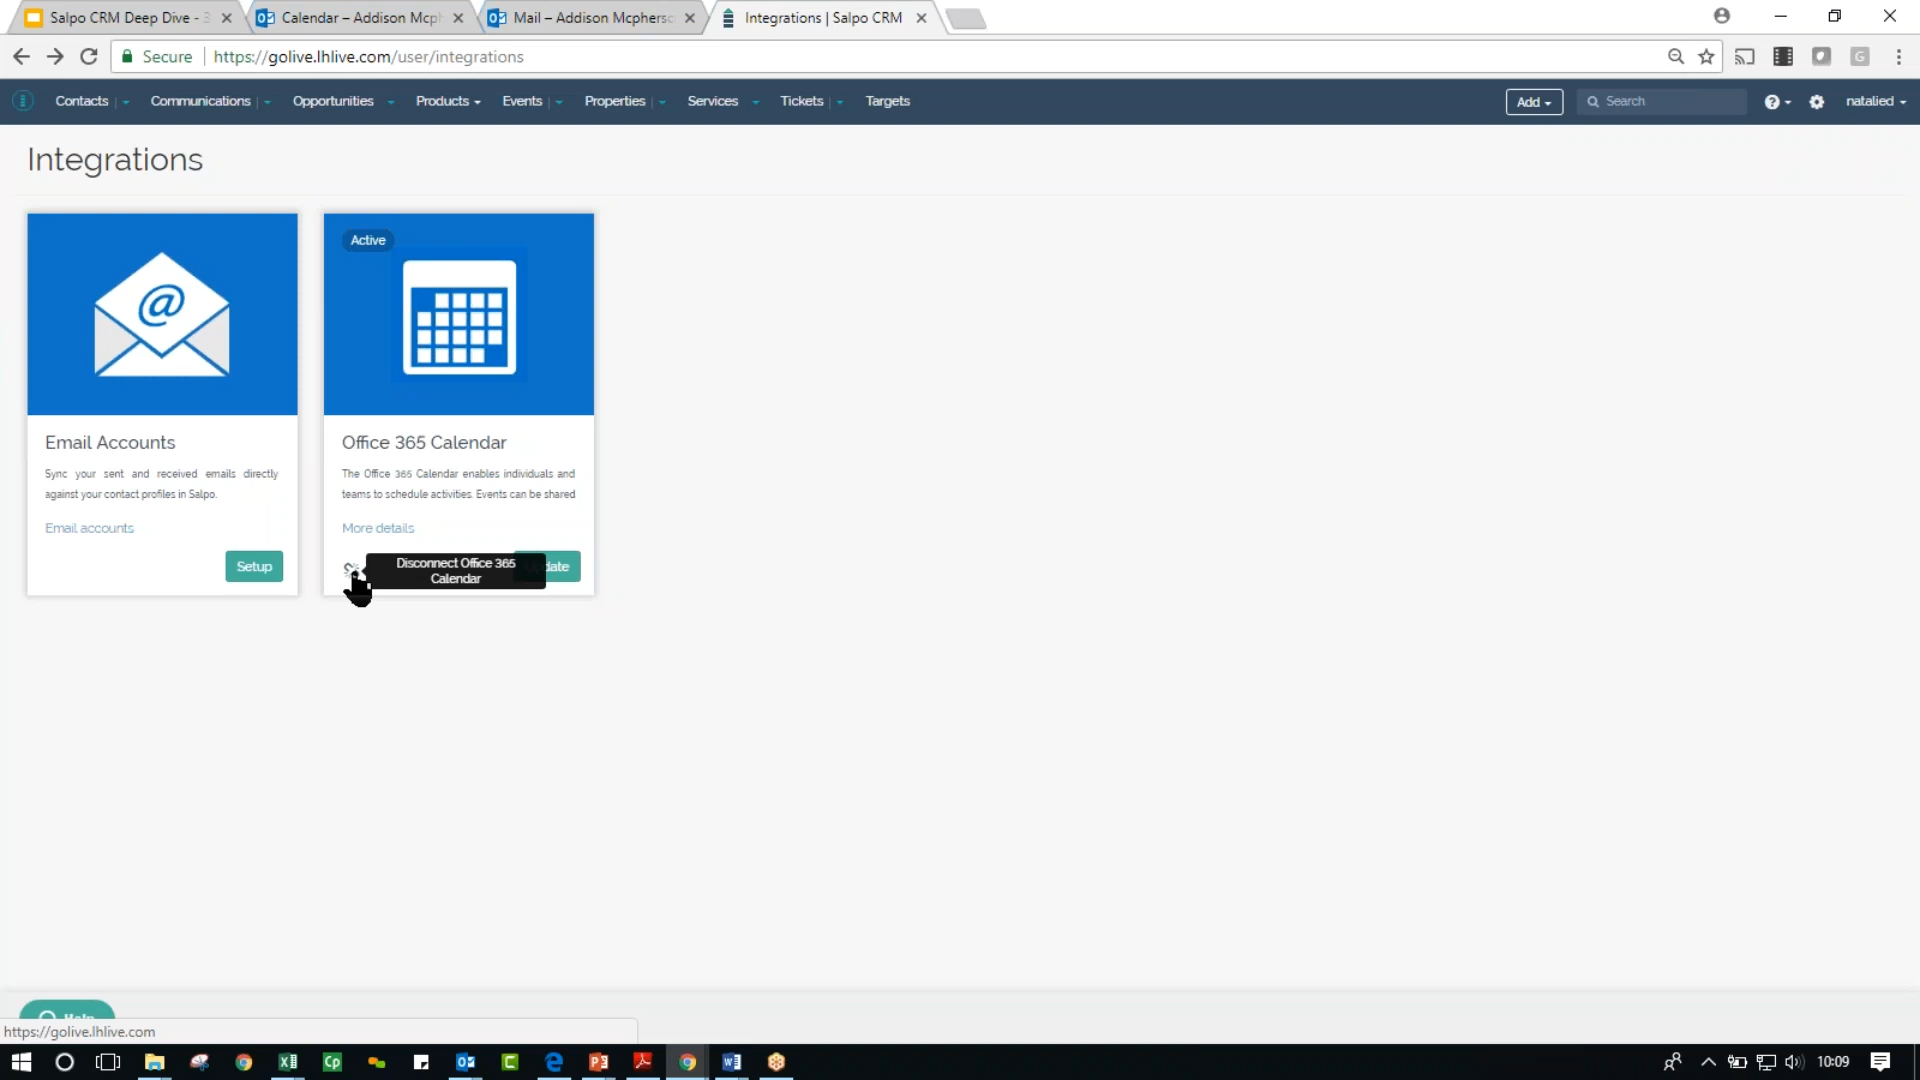 Salpo CRM Deep Dive - 3
Calendar – Addison Mcph
Mail – Addison Mcpherso
Integrations | Salpo CRM
Secure
https://golive.lhlive.com/user/integrations
Contacts Communications Opportunities Products Events Properties Services Tickets Targets
Add
Search
natalied
Integrations
Active
Email Accounts
Sync your sent and received emails directly
against your contact profiles in Salpo.
Email accounts
Setup
Office 365 Calendar
The Office 365 Calendar enables individuals and
teams to schedule activities. Events can be shared
More details
Disconnect Office 365
Calendar
date
Help
https://golive.lhlive.com
10:09